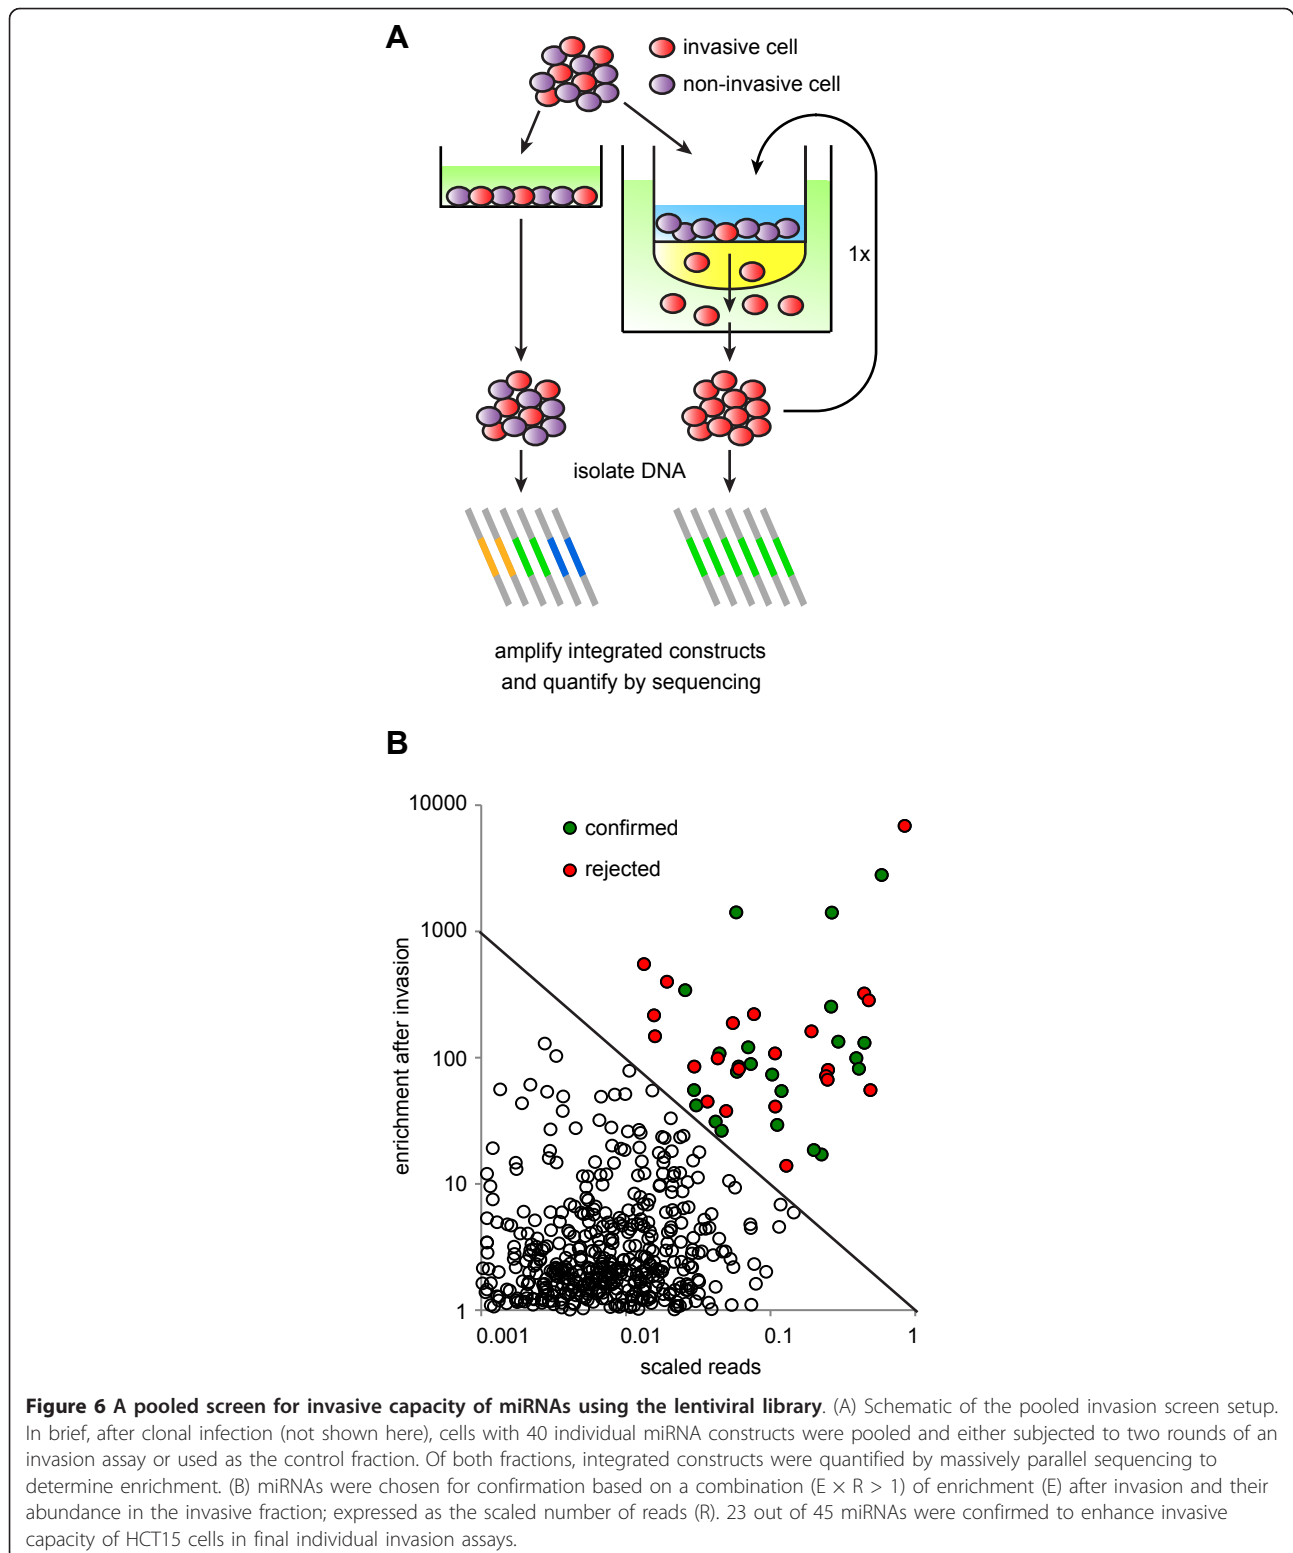 A
invasive cell
non-invasive cell
1x
isolate DNA
amplify integrated constructs
and quantify by sequencing
B
10000
confirmed
rejected
1000
enrichment after invasion
100
10
1
0.001
0.01
0.1
1
scaled reads
Figure 6 A pooled screen for invasive capacity of miRNAs using the lentiviral library. (A) Schematic of the pooled invasion screen setup.
In brief, after clonal infection (not shown here), cells with 40 individual miRNA constructs were pooled and either subjected to two rounds of an
invasion assay or used as the control fraction. Of both fractions, integrated constructs were quantified by massively parallel sequencing to
determine enrichment. (B) miRNAs were chosen for confirmation based on a combination (E × R > 1) of enrichment (E) after invasion and their
abundance in the invasive fraction; expressed as the scaled number of reads (R). 23 out of 45 miRNAs were confirmed to enhance invasive
capacity of HCT15 cells in final individual invasion assays.